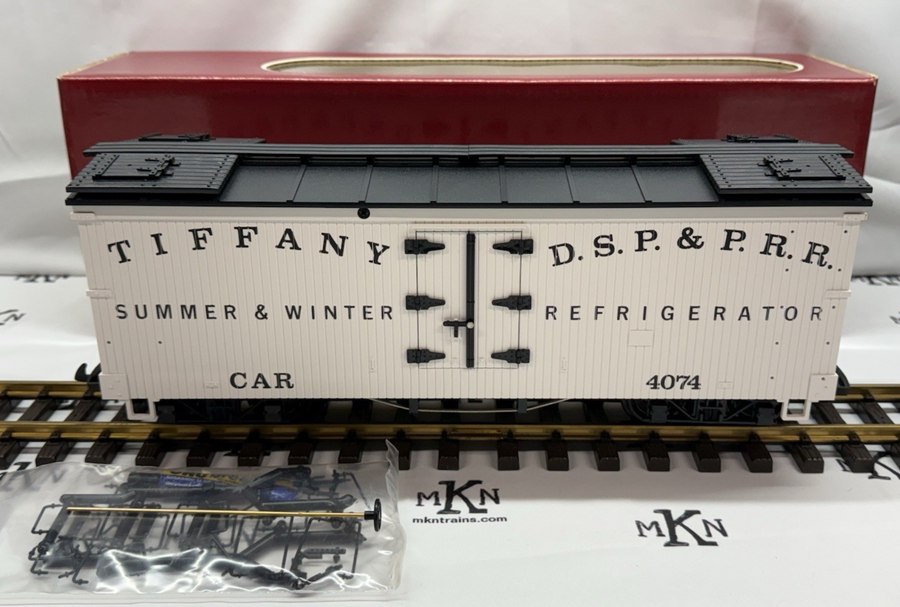 TIFFANY D.S.P. & P.R.R.
SUMMER & WINTER REFRIGERATOR
CAR 4074
MKN
mkntrains.com
MKN